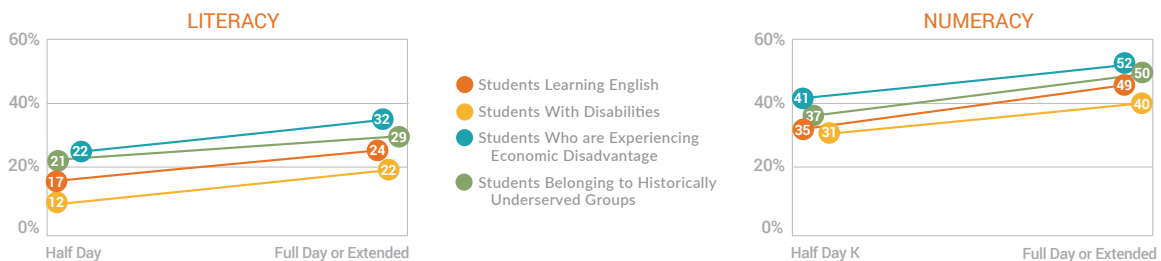 LITERACY
60%
40%
20%
0%
22
32
21
29
17
24
12
22
Half Day
Full Day or Extended
Students Learning English
Students With Disabilities
Students Who are Experiencing
Economic Disadvantage
Students Belonging to Historically
Underserved Groups
NUMERACY
60%
40%
20%
0%
41
52
37
50
35
49
31
40
Half Day K
Full Day or Extended